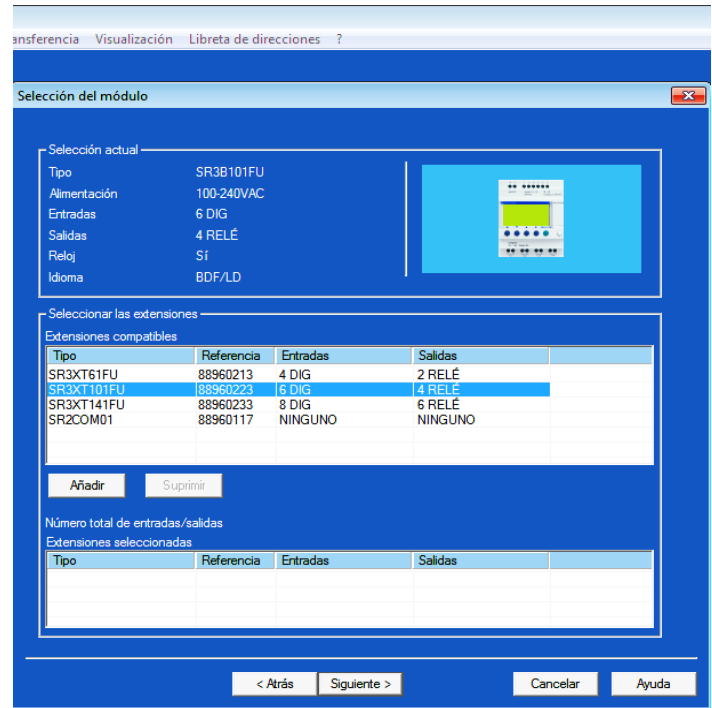 ansferencia Visualización Libreta de direcciones ?
Selección del módulo
Selección actual
Tipo SR3B101FU
Alimentación 100-240VAC
Entradas 6 DIG
Salidas 4 RELÉ
Reloj Sí
Idioma BDF/LD
Seleccionar las extensiones
Extensiones compatibles
Tipo Referencia Entradas Salidas
SR3XT61FU 88960213 4 DIG 2 RELÉ
SR3XT101FU 88960223 6 DIG 4 RELÉ
SR3XT141FU 88960233 8 DIG 6 RELÉ
SR2COM01 88960117 NINGUNO NINGUNO
Añadir Suprimir
Número total de entradas/salidas
Extensiones seleccionadas
Tipo Referencia Entradas Salidas
< Atrás Siguiente > Cancelar Ayuda